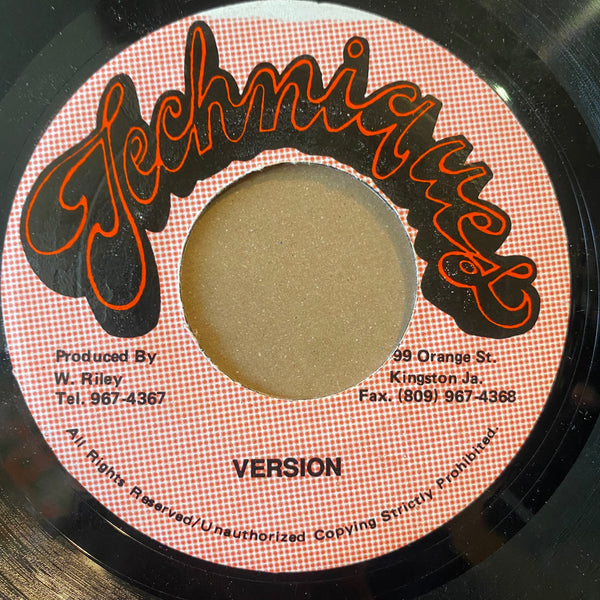 Techniques
Produced By
W. Riley
Tel. 967-4367
99 Orange St.
Kingston Ja.
Fax. (809) 967-4368
VERSION
All Rights Reserved/Unauthorized Copying Strictly Prohibited.